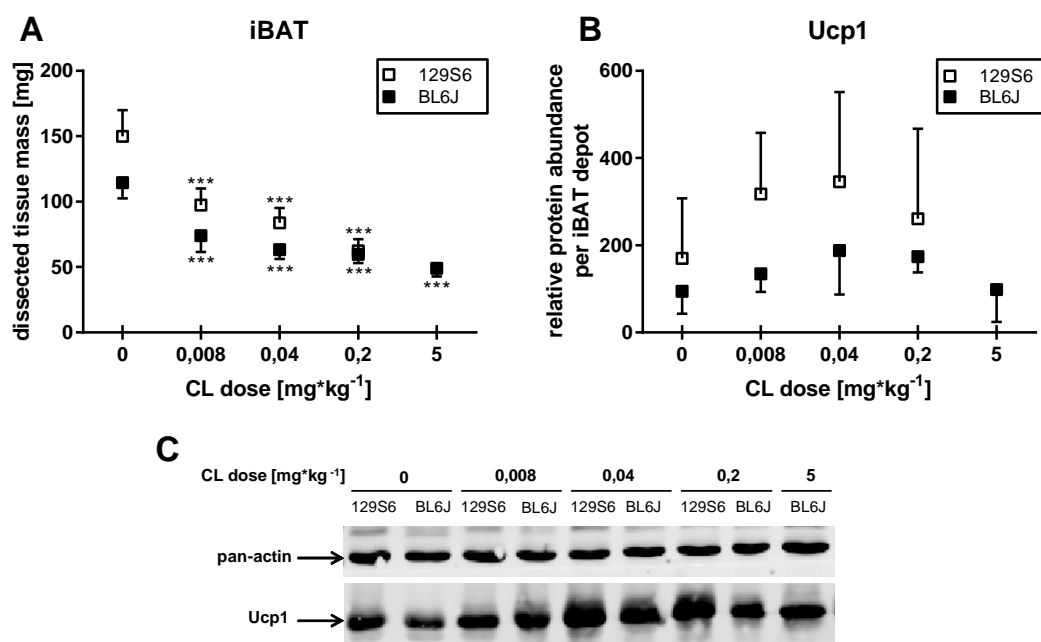 A
iBAT
dissected tissue mass [mg]
200
150
100
50
0
129S6
BL6J
***
***
***
***
***
***
***
0
0,008
0,04
0,2
5
CL dose [mg*kg⁻¹]
B
Ucp1
relative protein abundance
per iBAT depot
600
400
200
0
129S6
BL6J
0
0,008
0,04
0,2
5
CL dose [mg*kg⁻¹]
C
CL dose [mg*kg⁻¹] 0 0,008 0,04 0,2 5
129S6 BL6J 129S6 BL6J 129S6 BL6J 129S6 BL6J BL6J
pan-actin
Ucp1